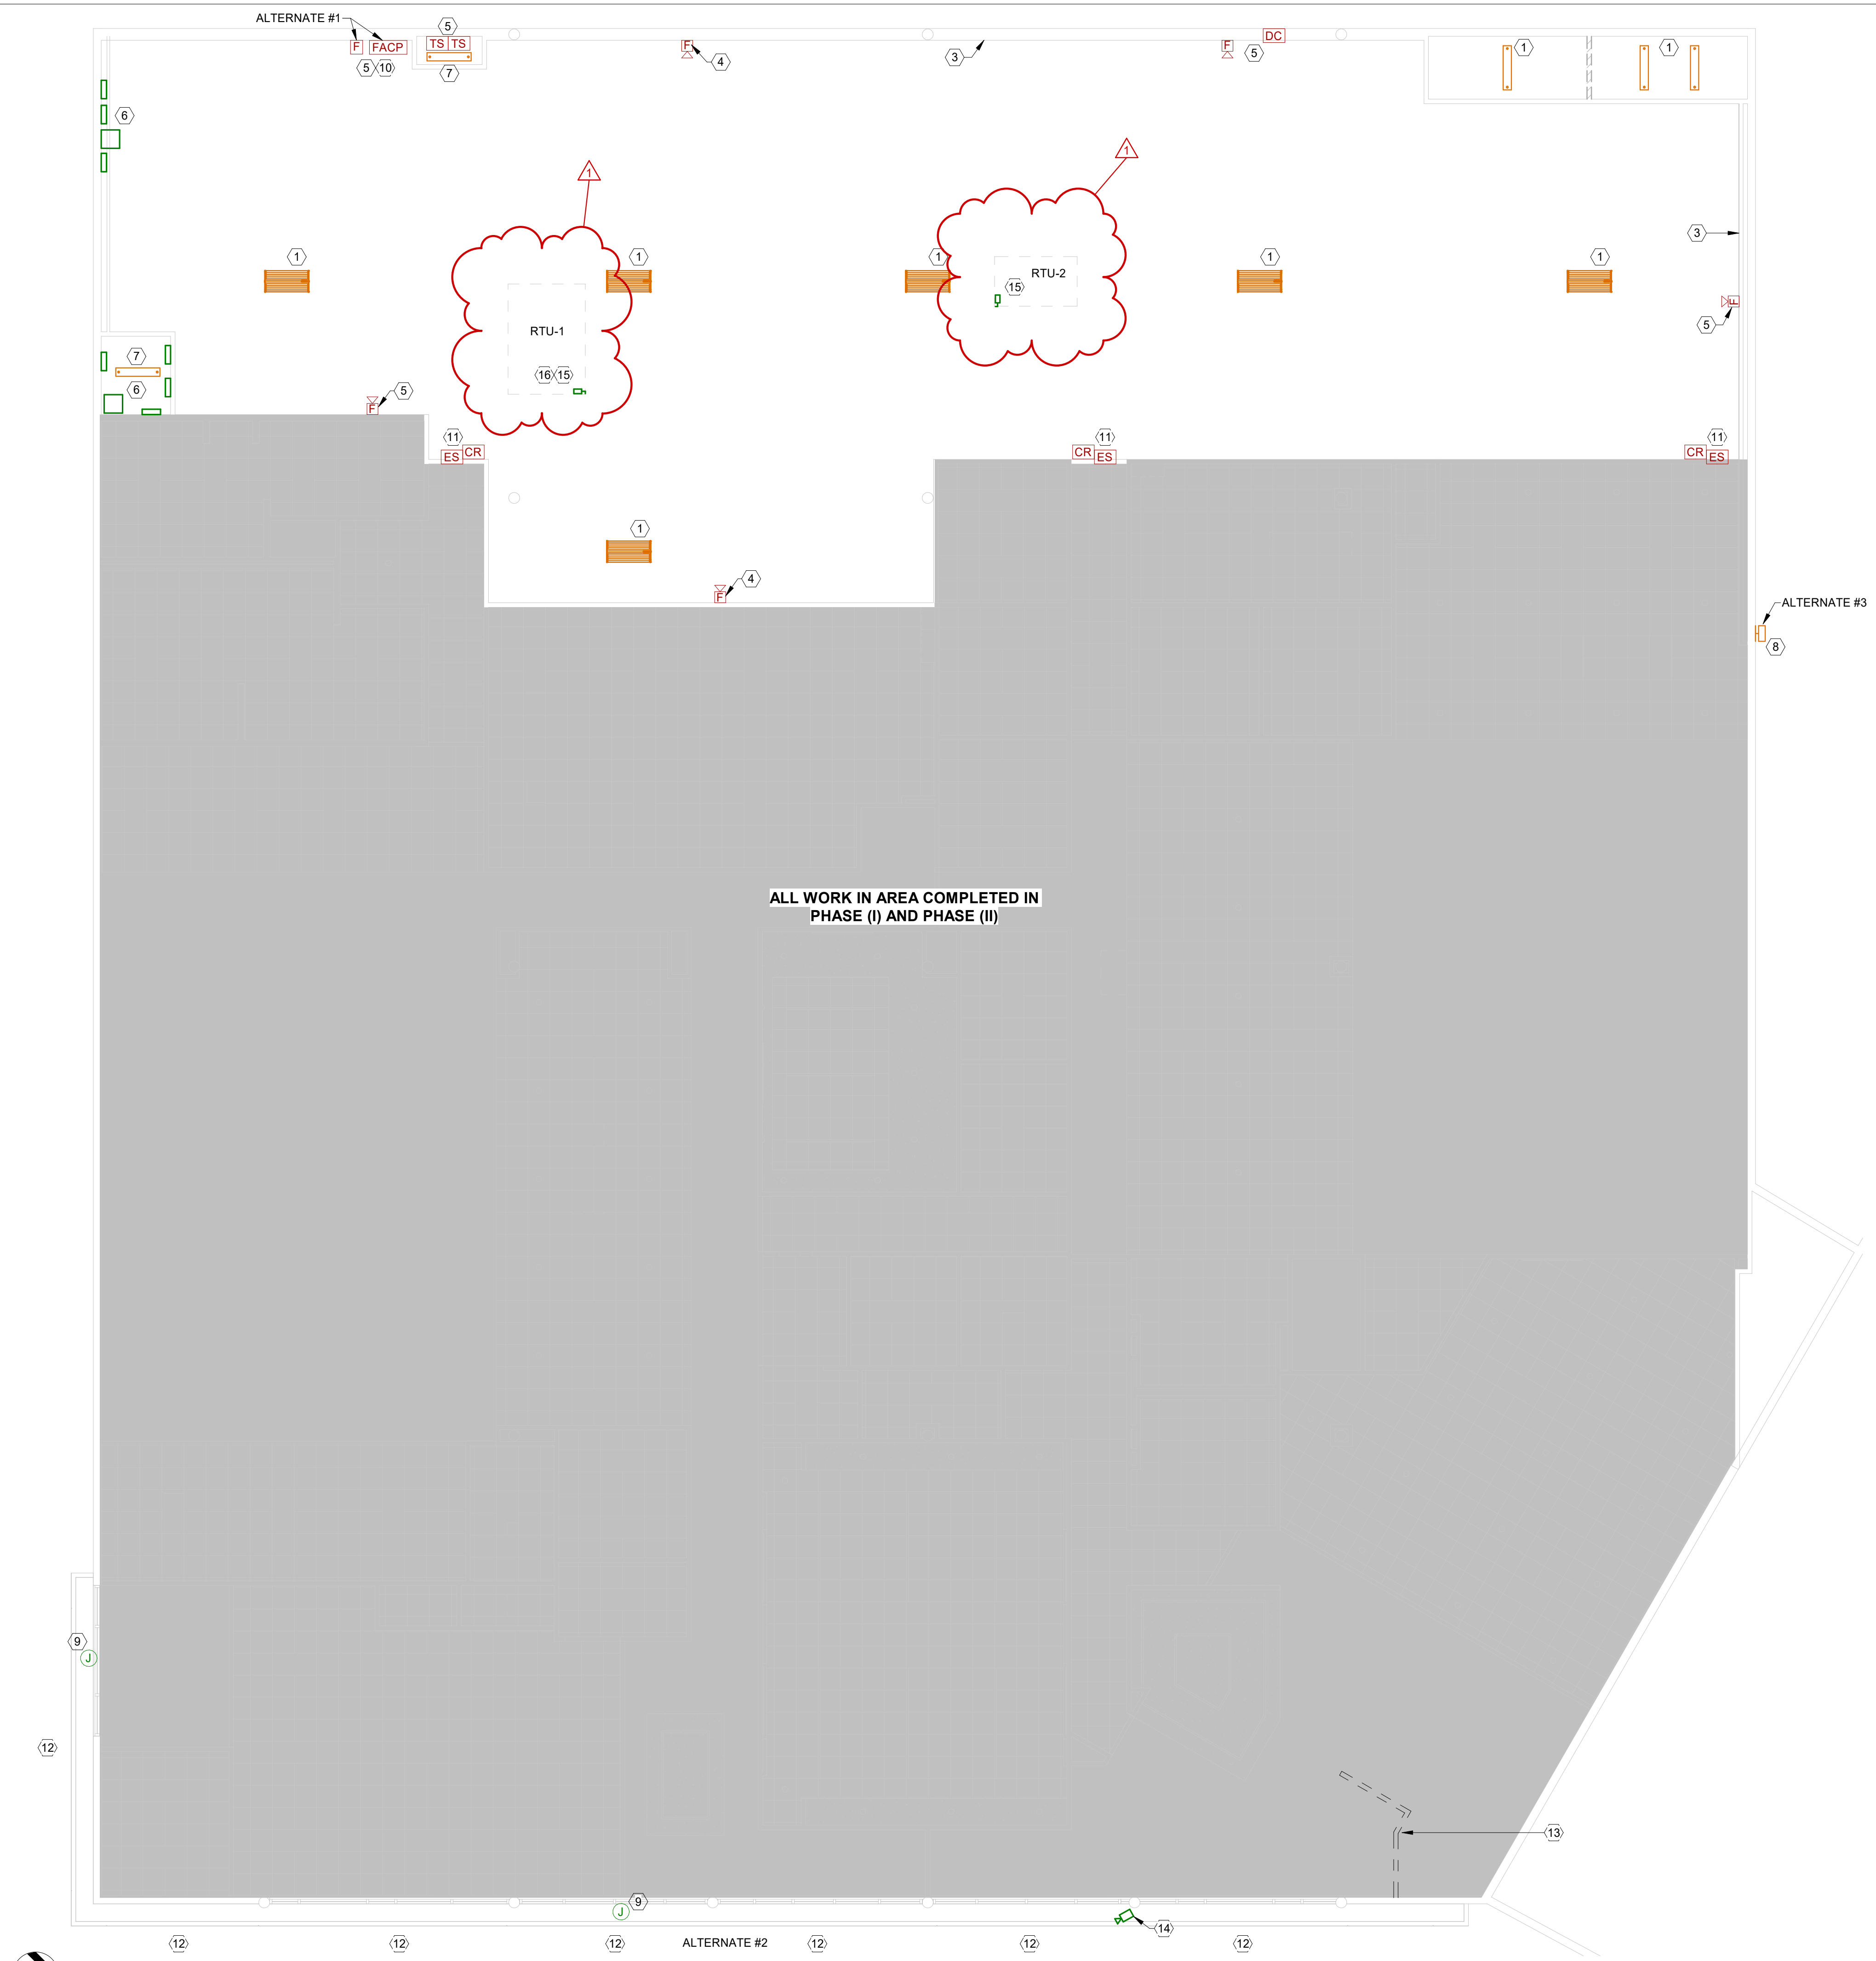 ALTERNATE #1
5
F
FACP
TS TS
F
F
DC
5 10
7
4
3
5
1
1
6
1
1
3
1
1
1
1
1
RTU-2
15
F
5
RTU-1
7
16 15
6
5
F
11
CR
ES
11
CR
ES
11
CR
ES
1
4
F
ALTERNATE #3
8
ALL WORK IN AREA COMPLETED IN
PHASE (I) AND PHASE (II)
9
J
12
13
9
J
14
12
12
12
ALTERNATE #2
12
12
12